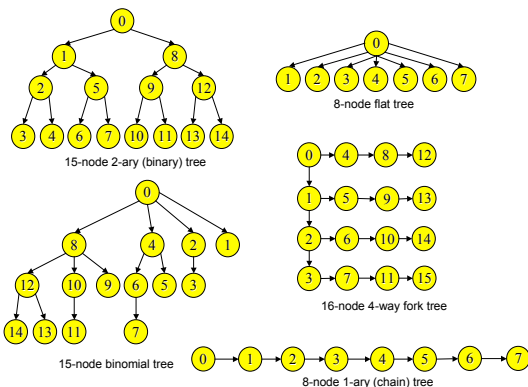 0
1 8
2 5 9 12
3 4 6 7 10 11 13 14
15-node 2-ary (binary) tree
0
1 2 3 4 5 6 7
8-node flat tree
0 4 8 12
1 5 9 13
2 6 10 14
3 7 11 15
16-node 4-way fork tree
0
8 4 2 1
12 10 9 6 5 3
14 13 11 7
15-node binomial tree
0 1 2 3 4 5 6 7
8-node 1-ary (chain) tree